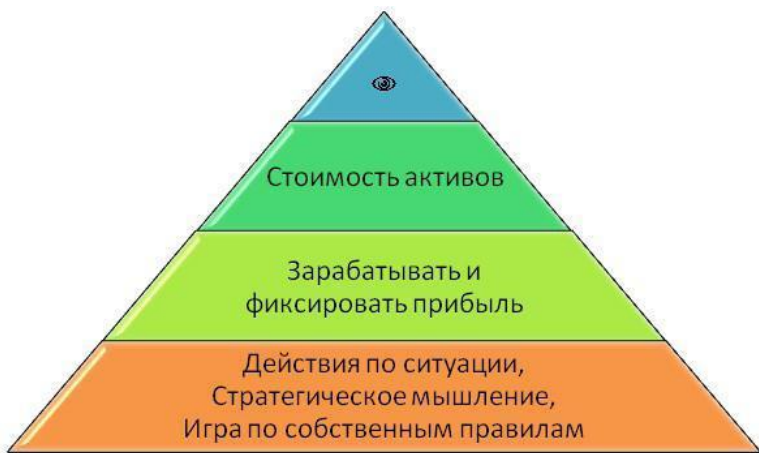 Стоимость активов
Зарабатывать и
фиксировать прибыль
Действия по ситуации,
Стратегическое мышление,
Игра по собственным правилам